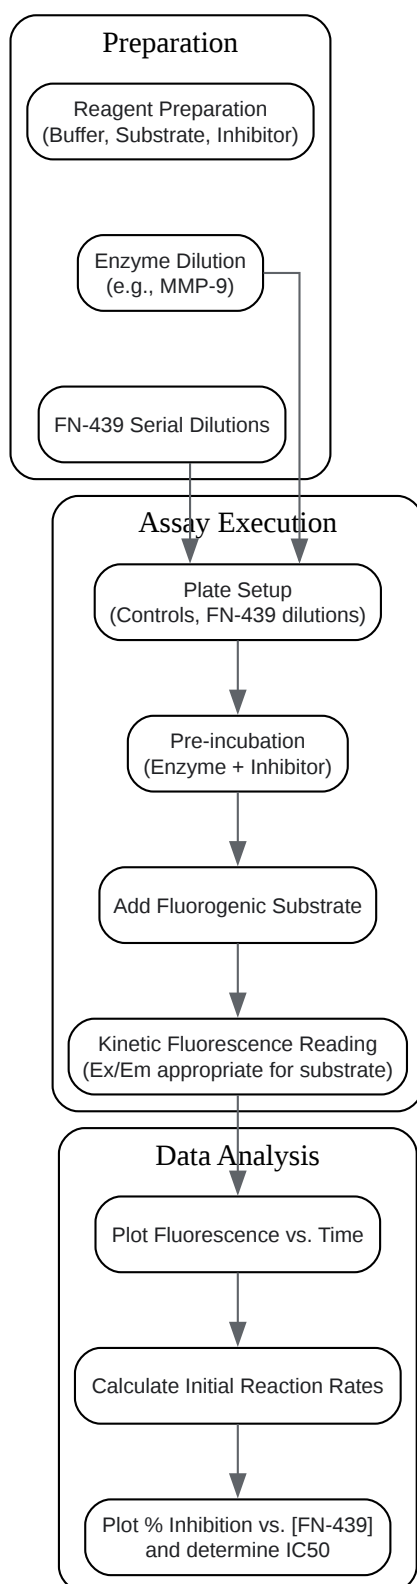 Preparation
Reagent Preparation
(Buffer, Substrate, Inhibitor)
Enzyme Dilution
(e.g., MMP-9)
FN-439 Serial Dilutions
Assay Execution
Plate Setup
(Controls, FN-439 dilutions)
Pre-incubation
(Enzyme + Inhibitor)
Add Fluorogenic Substrate
Kinetic Fluorescence Reading
(Ex/Em appropriate for substrate)
Data Analysis
Plot Fluorescence vs. Time
Calculate Initial Reaction Rates
Plot % Inhibition vs. [FN-439]
and determine IC50